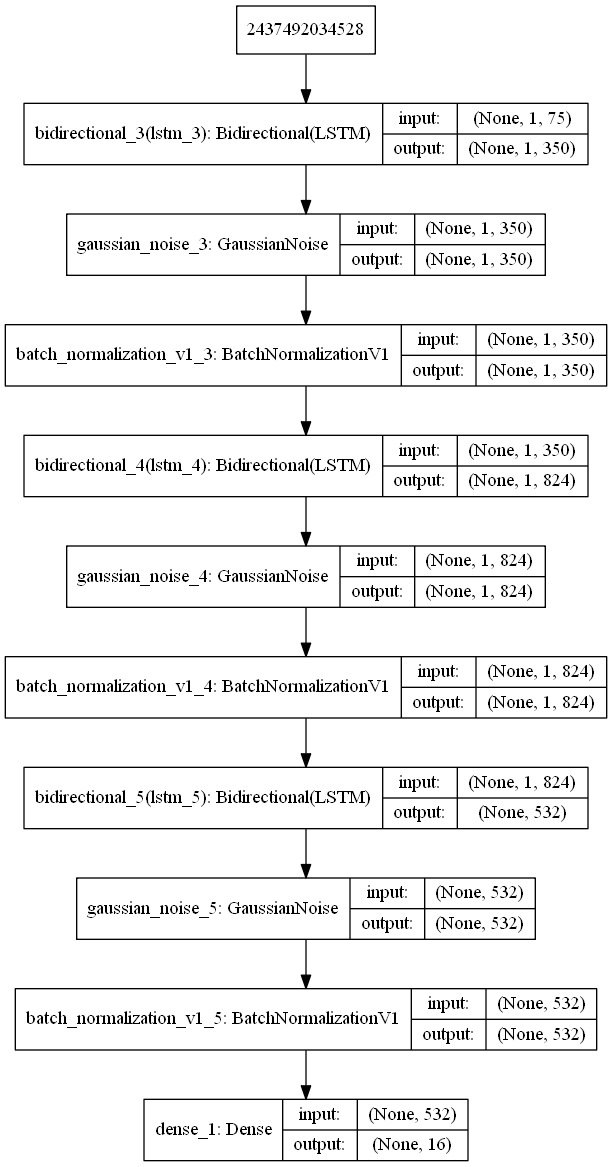 2437492034528
bidirectional_3(lstm_3): Bidirectional(LSTM)
input: (None, 1, 75)
output: (None, 1, 350)
gaussian_noise_3: GaussianNoise
input: (None, 1, 350)
output: (None, 1, 350)
batch_normalization_v1_3: BatchNormalizationV1
input: (None, 1, 350)
output: (None, 1, 350)
bidirectional_4(lstm_4): Bidirectional(LSTM)
input: (None, 1, 350)
output: (None, 1, 824)
gaussian_noise_4: GaussianNoise
input: (None, 1, 824)
output: (None, 1, 824)
batch_normalization_v1_4: BatchNormalizationV1
input: (None, 1, 824)
output: (None, 1, 824)
bidirectional_5(lstm_5): Bidirectional(LSTM)
input: (None, 1, 824)
output: (None, 532)
gaussian_noise_5: GaussianNoise
input: (None, 532)
output: (None, 532)
batch_normalization_v1_5: BatchNormalizationV1
input: (None, 532)
output: (None, 532)
dense_1: Dense
input: (None, 532)
output: (None, 16)